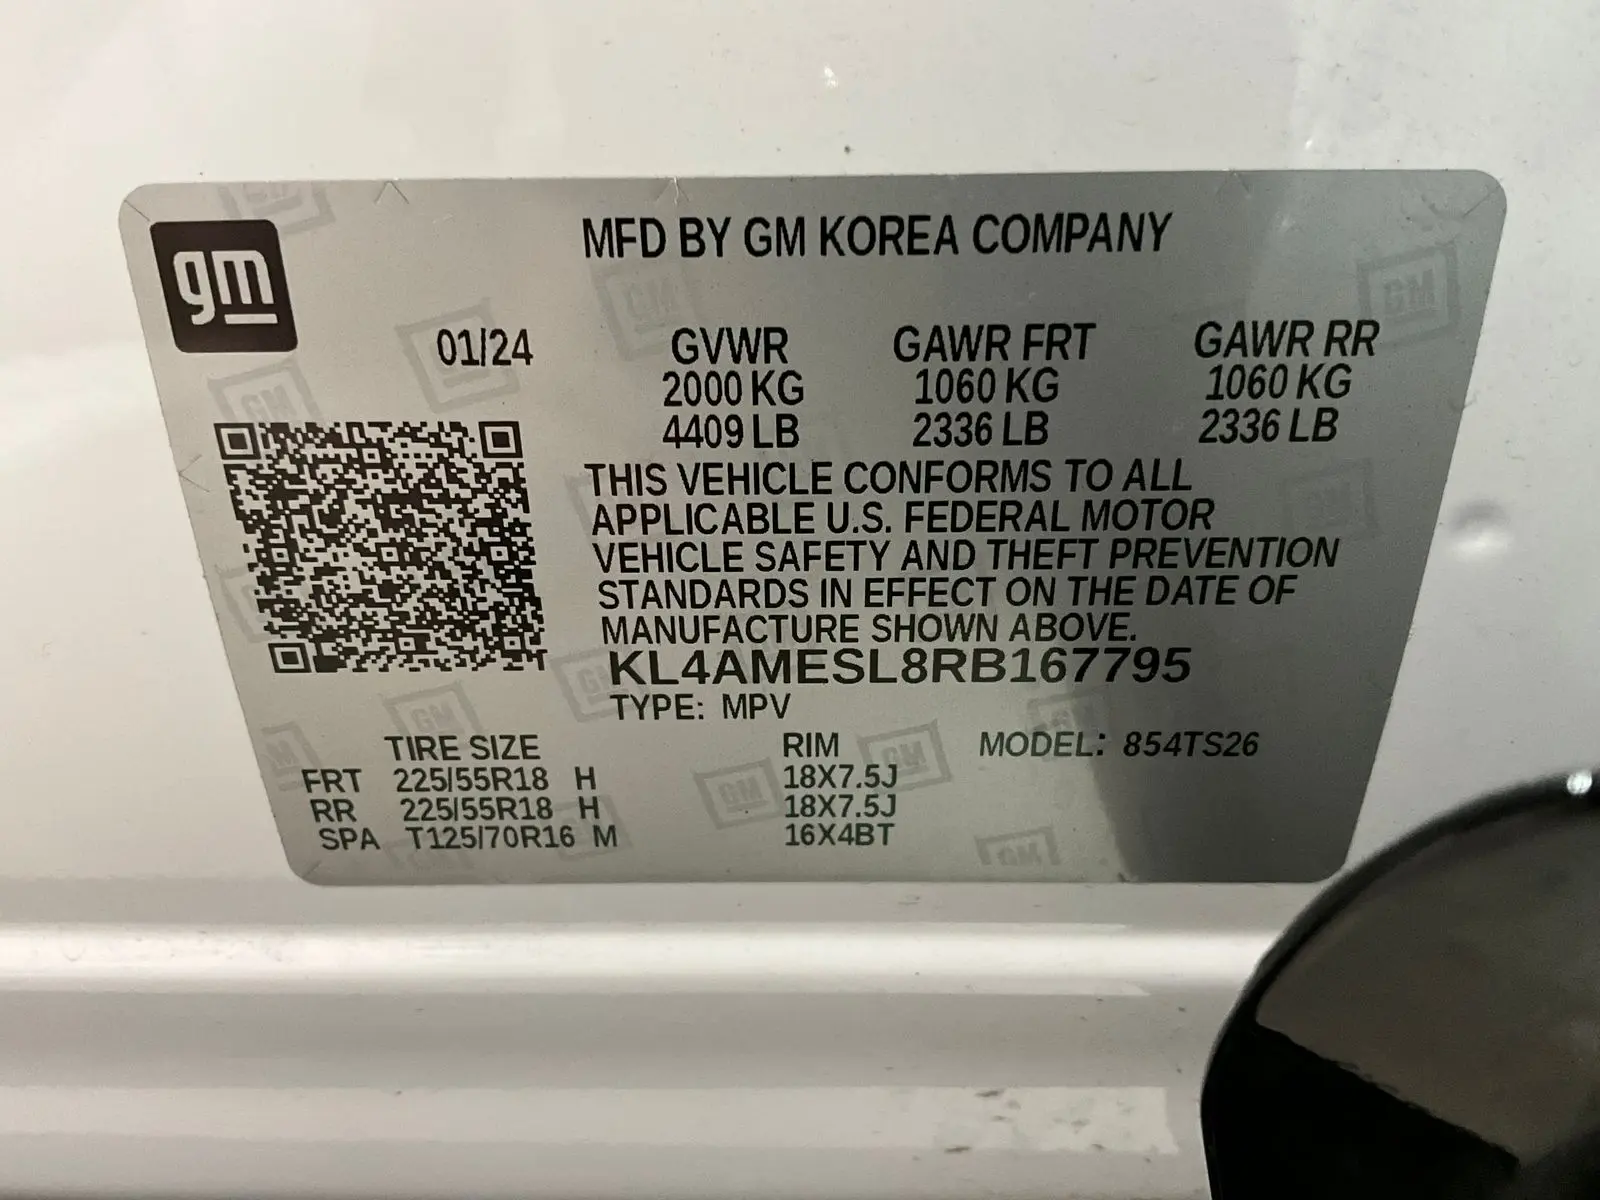 gm
MFD BY GM KOREA COMPANY
01/24 GVWR GAWR FRT GAWR RR
2000 KG 1060 KG 1060 KG
4409 LB 2336 LB 2336 LB
THIS VEHICLE CONFORMS TO ALL
APPLICABLE U.S. FEDERAL MOTOR
VEHICLE SAFETY AND THEFT PREVENTION
STANDARDS IN EFFECT ON THE DATE OF
MANUFACTURE SHOWN ABOVE.
KL4AMESL8RB167795
TYPE: MPV
TIRE SIZE RIM MODEL: 854TS26
FRT 225/55R18 H 18X7.5J
RR 225/55R18 H 18X7.5J
SPA T125/70R16 M 16X4BT